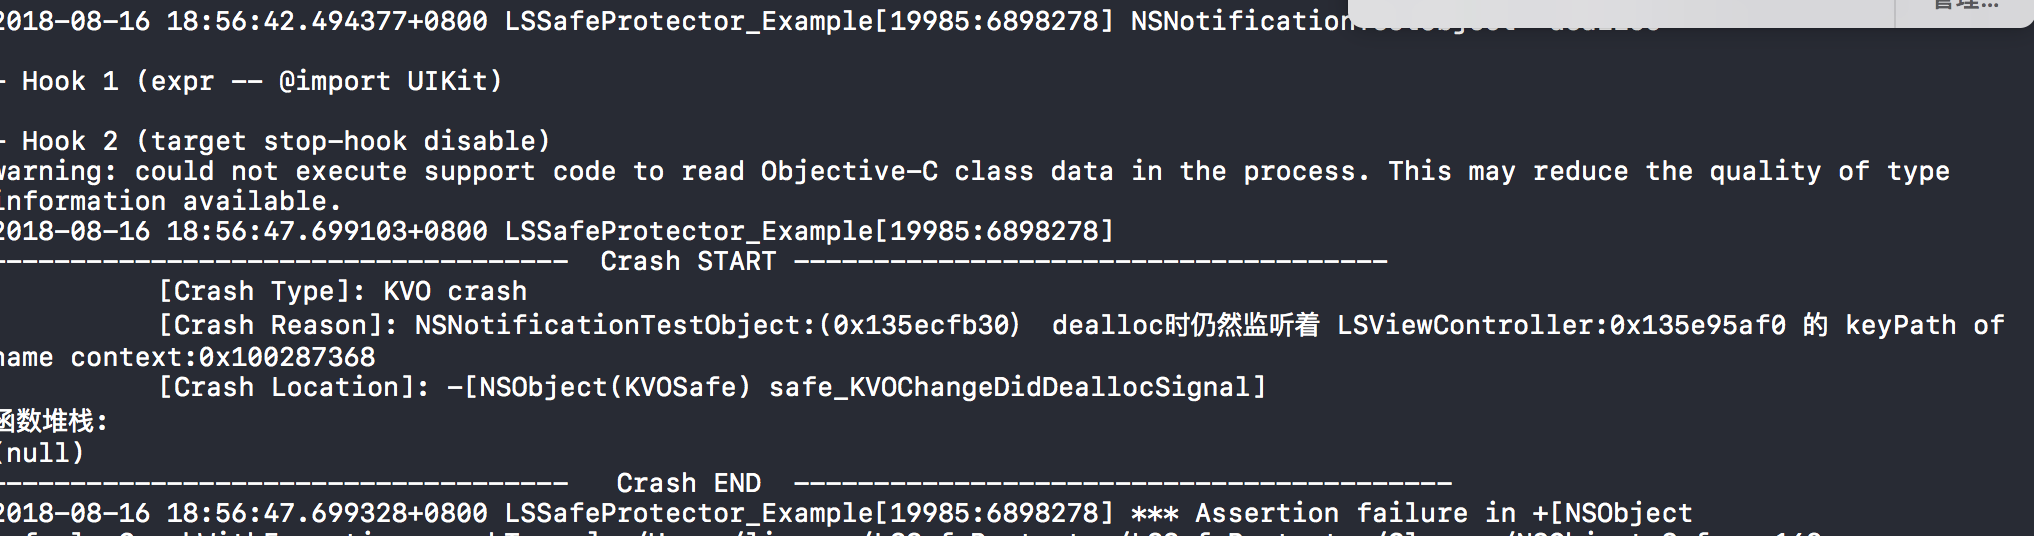 2018-08-16 18:56:42.494377+0800 LSSafeProtector_Example[19985:6898278]
管理...
- Hook 1 (expr -- @import UIKit)
- Hook 2 (target stop-hook disable)
warning: could not execute support code to read Objective-C class data in the process. This may reduce the quality of type
information available.
2018-08-16 18:56:47.699103+0800 LSSafeProtector_Example[19985:6898278]
------------------------------------ Crash START -------------------------------------
[Crash Type]: KVO crash
[Crash Reason]: NSNotificationTestObject:(0x135ecfb30） dealloc时仍然监听着 LSViewController:0x135e95af0 的 keyPath of
name context:0x100287368
[Crash Location]: -[NSObject(KVOSafe) safe_KVOChangeDidDeallocSignal]
函数堆栈:
(null)
------------------------------------ Crash END -----------------------------------------
2018-08-16 18:56:47.699328+0800 LSSafeProtector_Example[19985:6898278] *** Assertion failure in +[NSObject